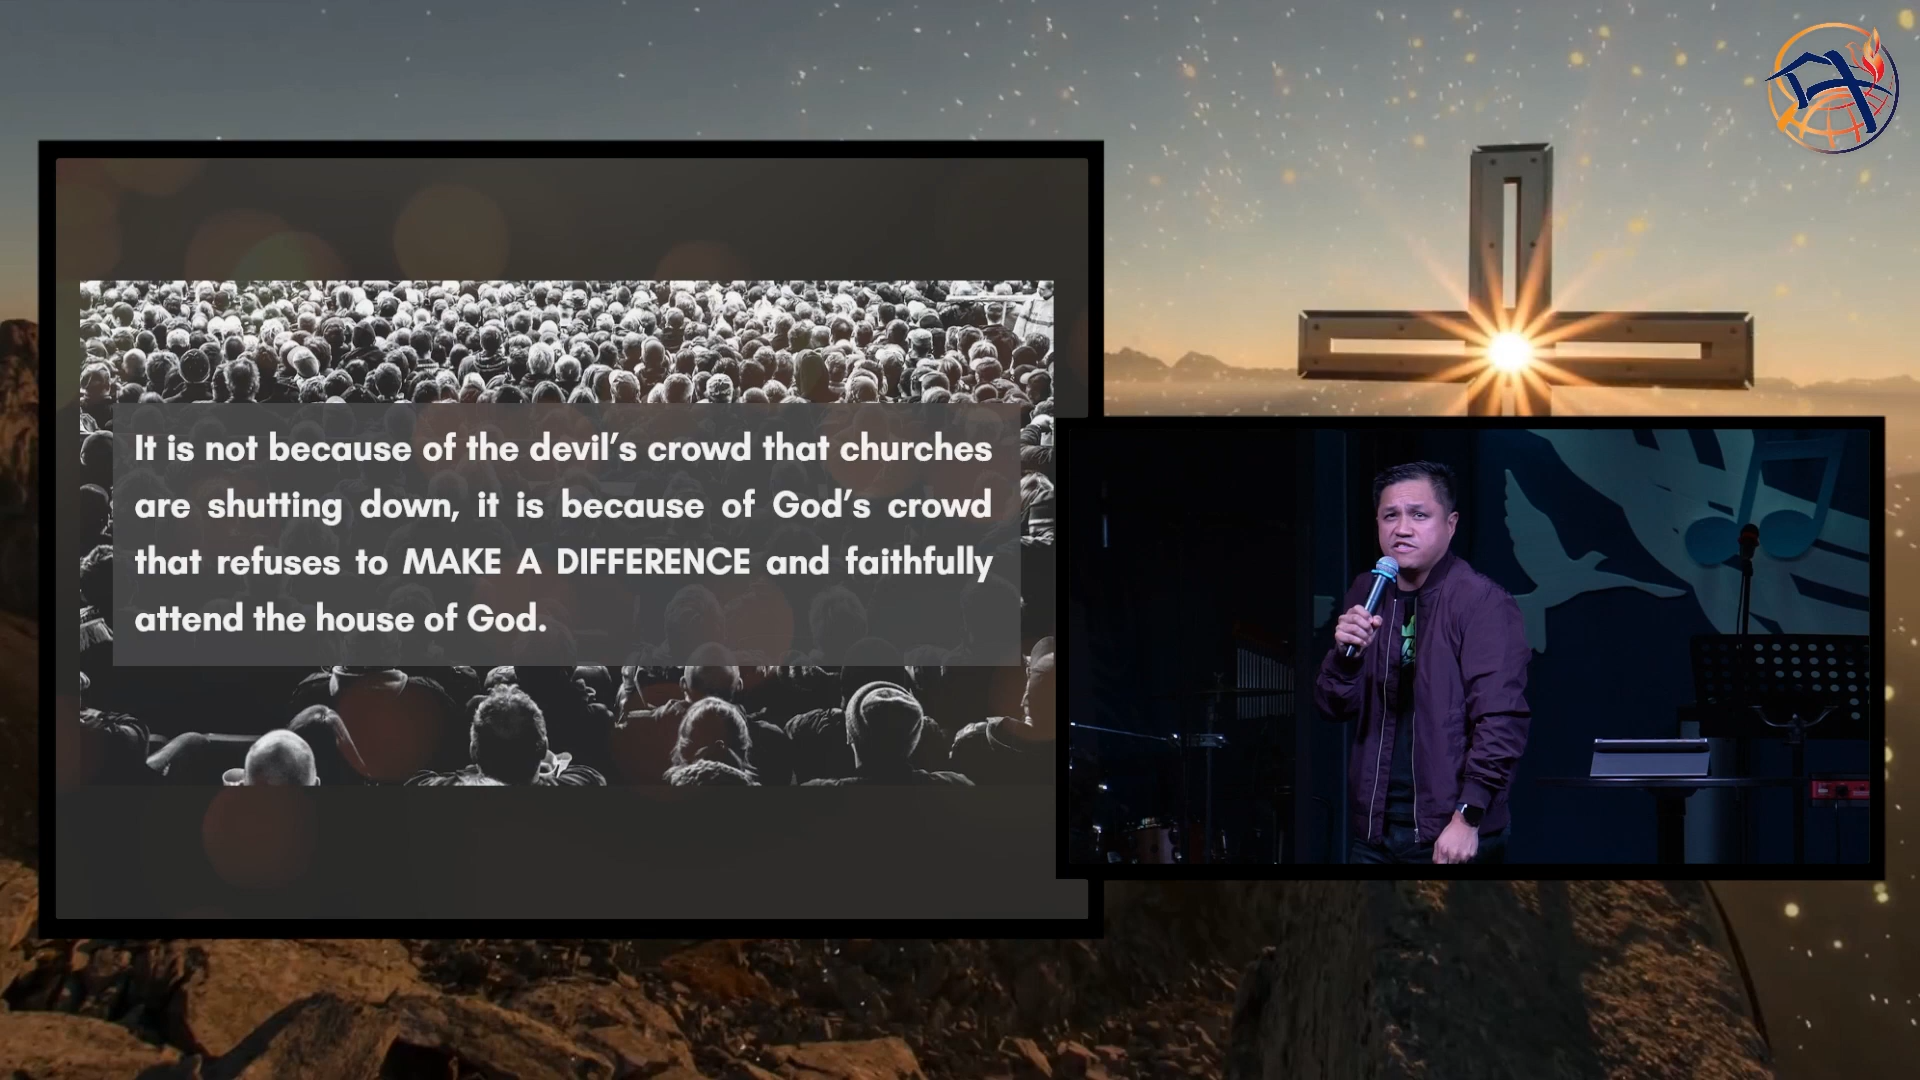 It is not because of the devil’s crowd that churches
are shutting down, it is because of God’s crowd
that refuses to MAKE A DIFFERENCE and faithfully
attend the house of God.